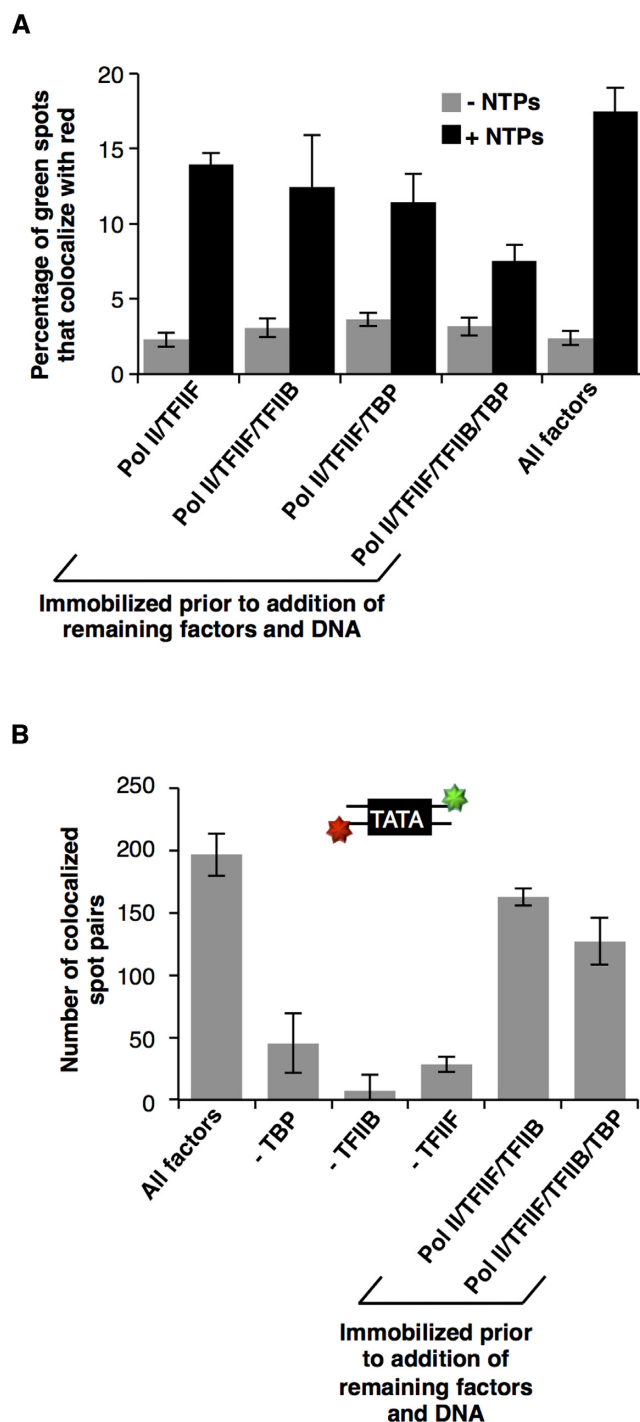 A
Percentage of green spots
that colocalize with red
20
15
10
5
0
- NTPs
+ NTPs
Pol II/TFIIF
Pol II/TFIIF/TFIIB
Pol II/TFIIF/TBP
Pol II/TFIIF/TFIIB/TBP
All factors
Immobilized prior to addition of
remaining factors and DNA
B
Number of colocalized
spot pairs
250
200
150
100
50
0
TATA
All factors
- TBP
- TFIIB
- TFIIF
Pol II/TFIIF/TFIIB
Pol II/TFIIF/TFIIB/TBP
Immobilized prior
to addition of
remaining factors
and DNA